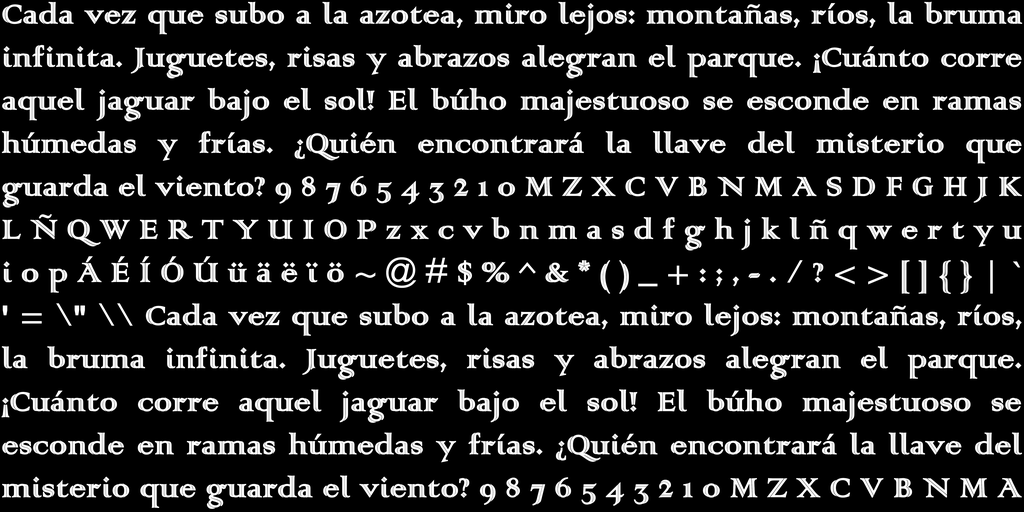 Cada vez que subo a la azotea, miro lejos: montañas, ríos, la bruma
infinita. Juguetes, risas y abrazos alegran el parque. ¡Cuánto corre
aquel jaguar bajo el sol! El búho majestuoso se esconde en ramas
húmedas y frías. ¿Quién encontrará la llave del misterio que
guarda el viento? 9 8 7 6 5 4 3 2 1 0 M Z X C V B N M A S D F G H J K
L Ñ Q W E R T Y U I O P z x c v b n m a s d f g h j k l ñ q w e r t y u
i o p Á É Í Ó Ú ü ä ë ï ö ~ @ # $ % ^ & * ( ) _ + : ; , - . / ? < > [ ] { } | `
' = \" \\ Cada vez que subo a la azotea, miro lejos: montañas, ríos,
la bruma infinita. Juguetes, risas y abrazos alegran el parque.
¡Cuánto corre aquel jaguar bajo el sol! El búho majestuoso se
esconde en ramas húmedas y frías. ¿Quién encontrará la llave del
misterio que guarda el viento? 9 8 7 6 5 4 3 2 1 0 M Z X C V B N M A